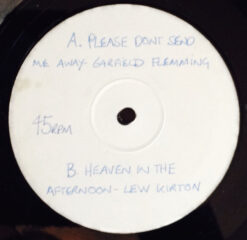 A. PLEASE DONT SEND
ME AWAY - GARFIELD FLEMMING
45RPM
B. HEAVEN IN THE
AFTERNOON - LEW KIRTON